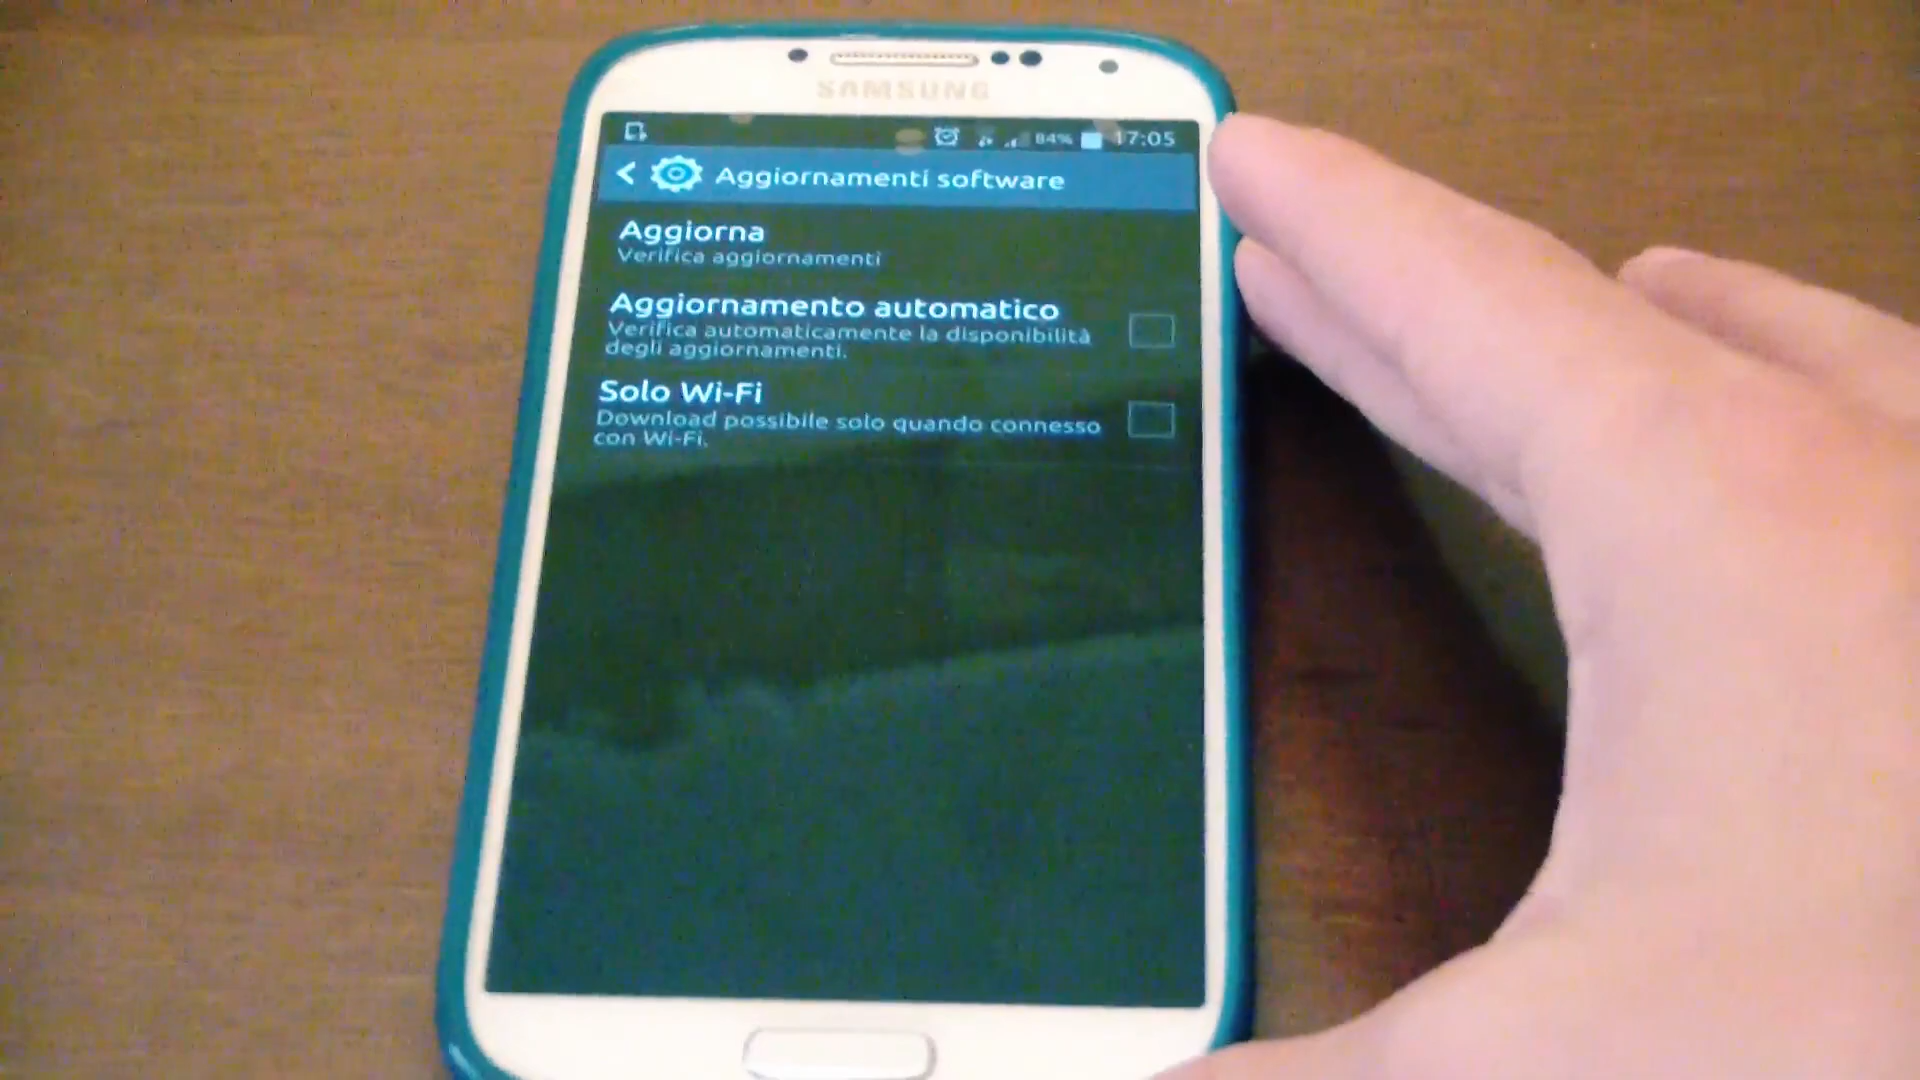 SAMSUNG
84% 17:05
Aggiornamenti software
Aggiorna
Verifica aggiornamenti
Aggiornamento automatico
Verifica automaticamente la disponibilità
degli aggiornamenti.
Solo Wi-Fi
Download possibile solo quando connesso
con Wi-Fi.